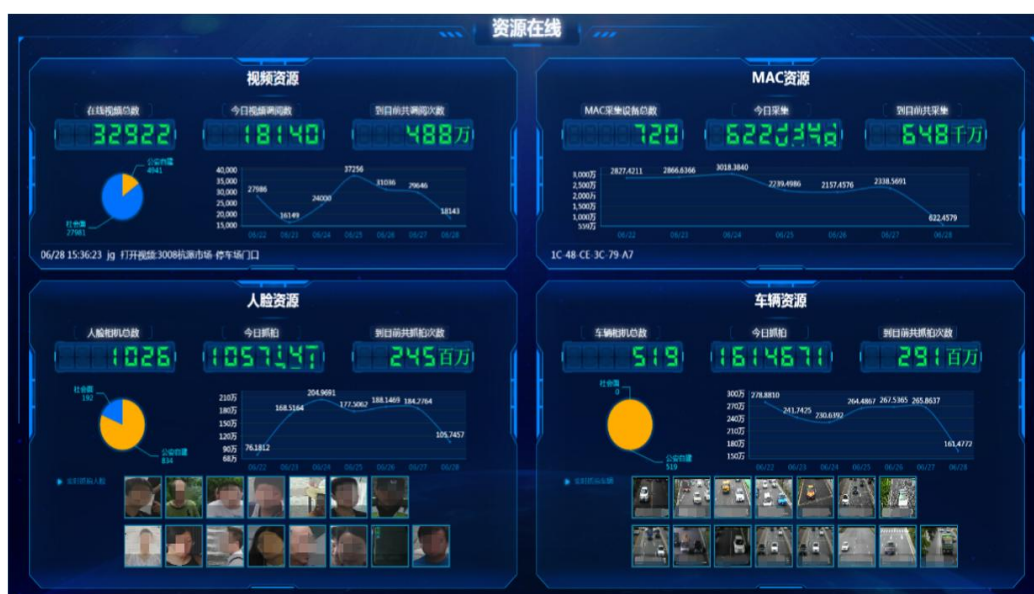 资源在线
视频资源
在线视频总数
今日视频调阅数
到目前共调阅次数
32922
18140
488万
公安自建
4941
社会面
27981
40,000
35,000
30,000
25,000
20,000
15,000
27986
16149
24000
37256
31036
29646
18143
06/22 06/23 06/24 06/25 06/26 06/27 06/28
06/28 15:36:23 jg 打开视频:3008杭源市场-停车场门口
MAC资源
MAC采集设备总数
今日采集
到目前共采集
720
648千万
3,000万
2,500万
2,000万
1,500万
1,000万
559万
2827.4211
2866.6366
3018.3840
2239.4986
2157.4576
2338.5691
622.4579
06/22 06/23 06/24 06/25 06/26 06/27 06/28
1C-48-CE-3C-79-A7
人脸资源
人脸相机总数
今日抓拍
到目前共抓拍次数
1026
245百万
社会面
192
公安自建
834
210万
180万
150万
120万
90万
68万
76.1812
168.5164
204.9691
177.5062
188.1469
184.2764
105.7457
06/22 06/23 06/24 06/25 06/26 06/27 06/28
实时抓拍人脸
车辆资源
车辆相机总数
今日抓拍
到目前共抓拍次数
519
1614671
291百万
社会面
0
公安自建
519
300万
270万
240万
210万
180万
150万
278.8810
241.7425
230.6392
264.4867
267.5365
265.8637
161.4772
06/22 06/23 06/24 06/25 06/26 06/27 06/28
实时抓拍车辆